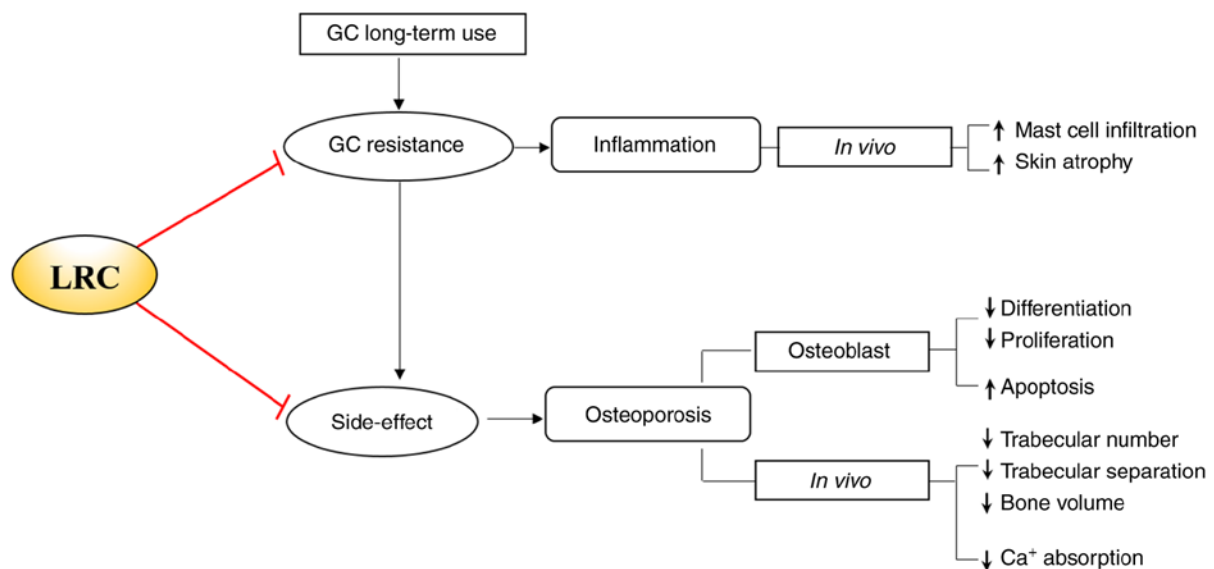 GC long-term use
GC resistance
Inflammation
In vivo
↑ Mast cell infiltration
↑ Skin atrophy
LRC
Side-effect
Osteoporosis
Osteoblast
↓ Differentiation
↓ Proliferation
↑ Apoptosis
In vivo
↓ Trabecular number
↓ Trabecular separation
↓ Bone volume
↓ Ca⁺ absorption